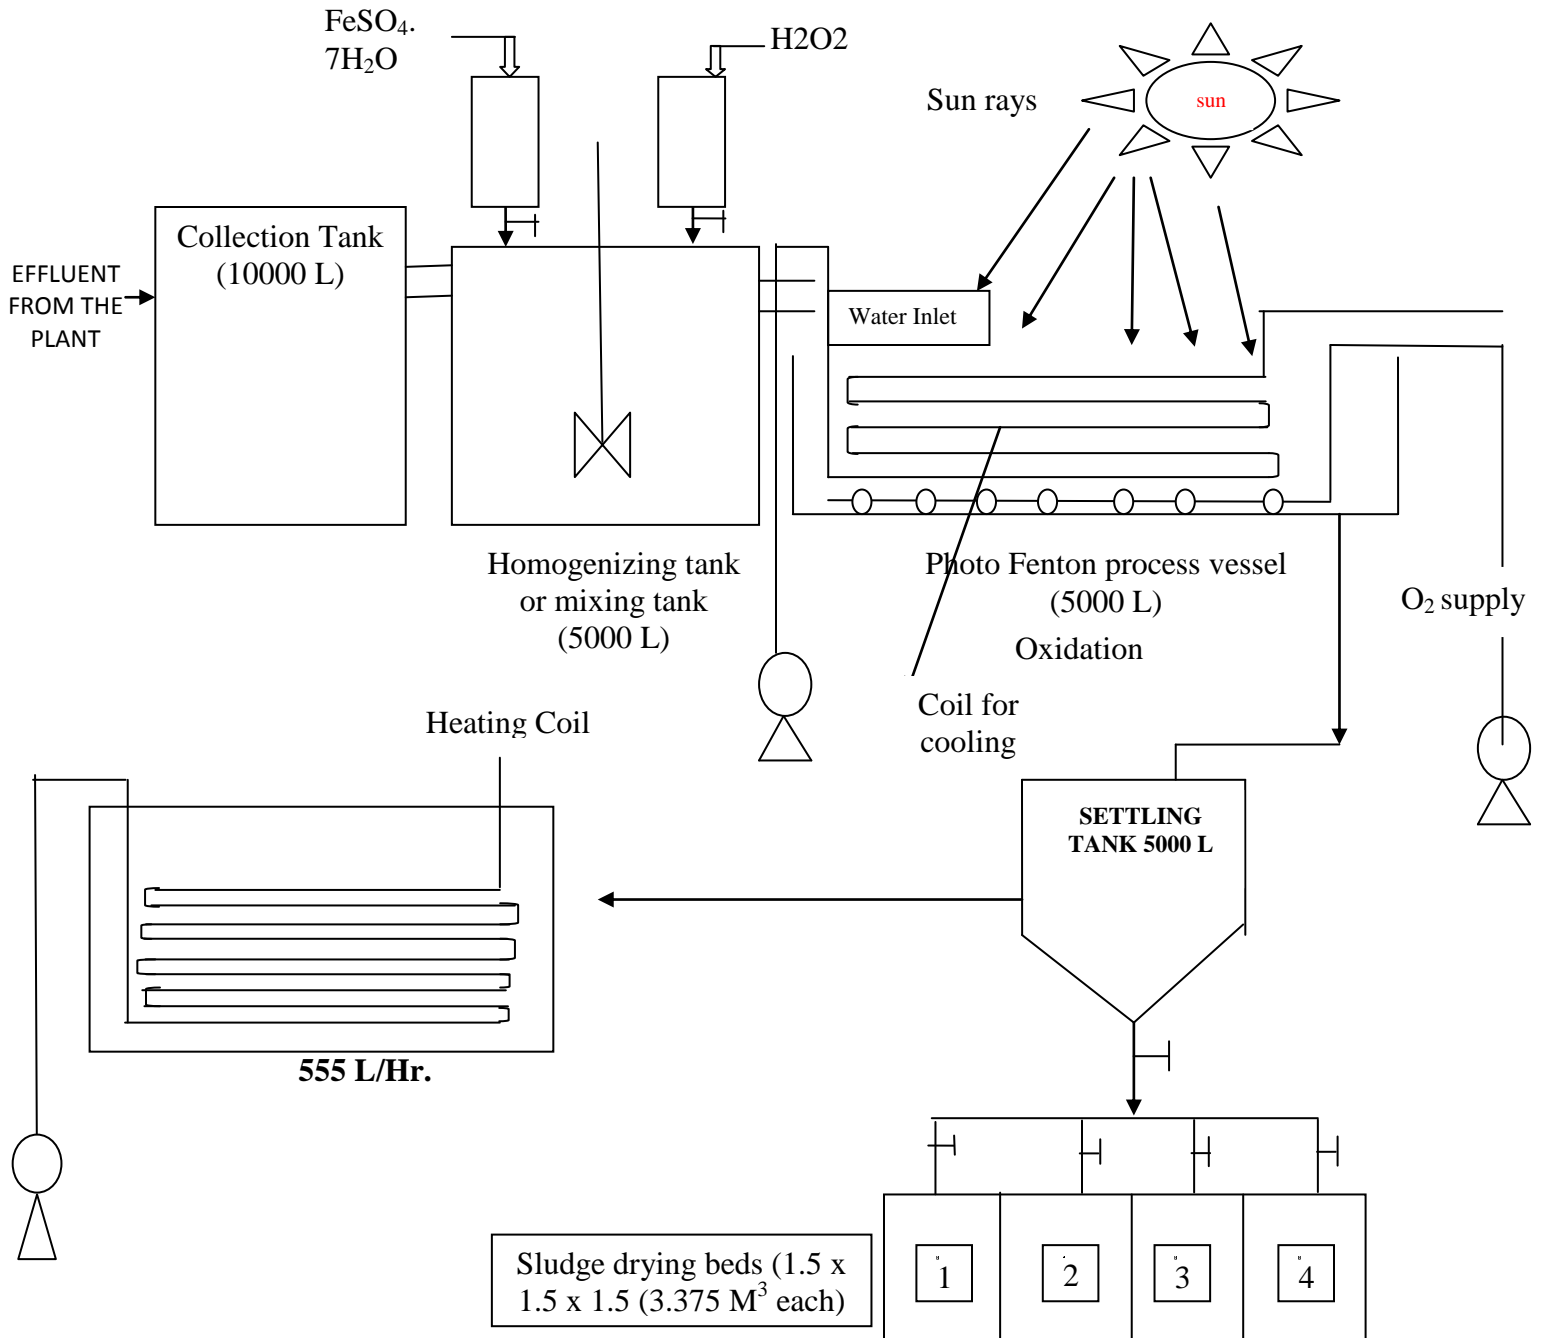 FeSO₄.
7H₂O
H2O2
Sun rays
sun
Collection Tank
(10000 L)
EFFLUENT
FROM THE
PLANT
Water Inlet
Homogenizing tank
or mixing tank
(5000 L)
Photo Fenton process vessel
(5000 L)
Oxidation
O₂ supply
Coil for
cooling
Heating Coil
SETTLING
TANK 5000 L
555 L/Hr.
Sludge drying beds (1.5 x
1.5 x 1.5 (3.375 M³ each)
1
2
3
4